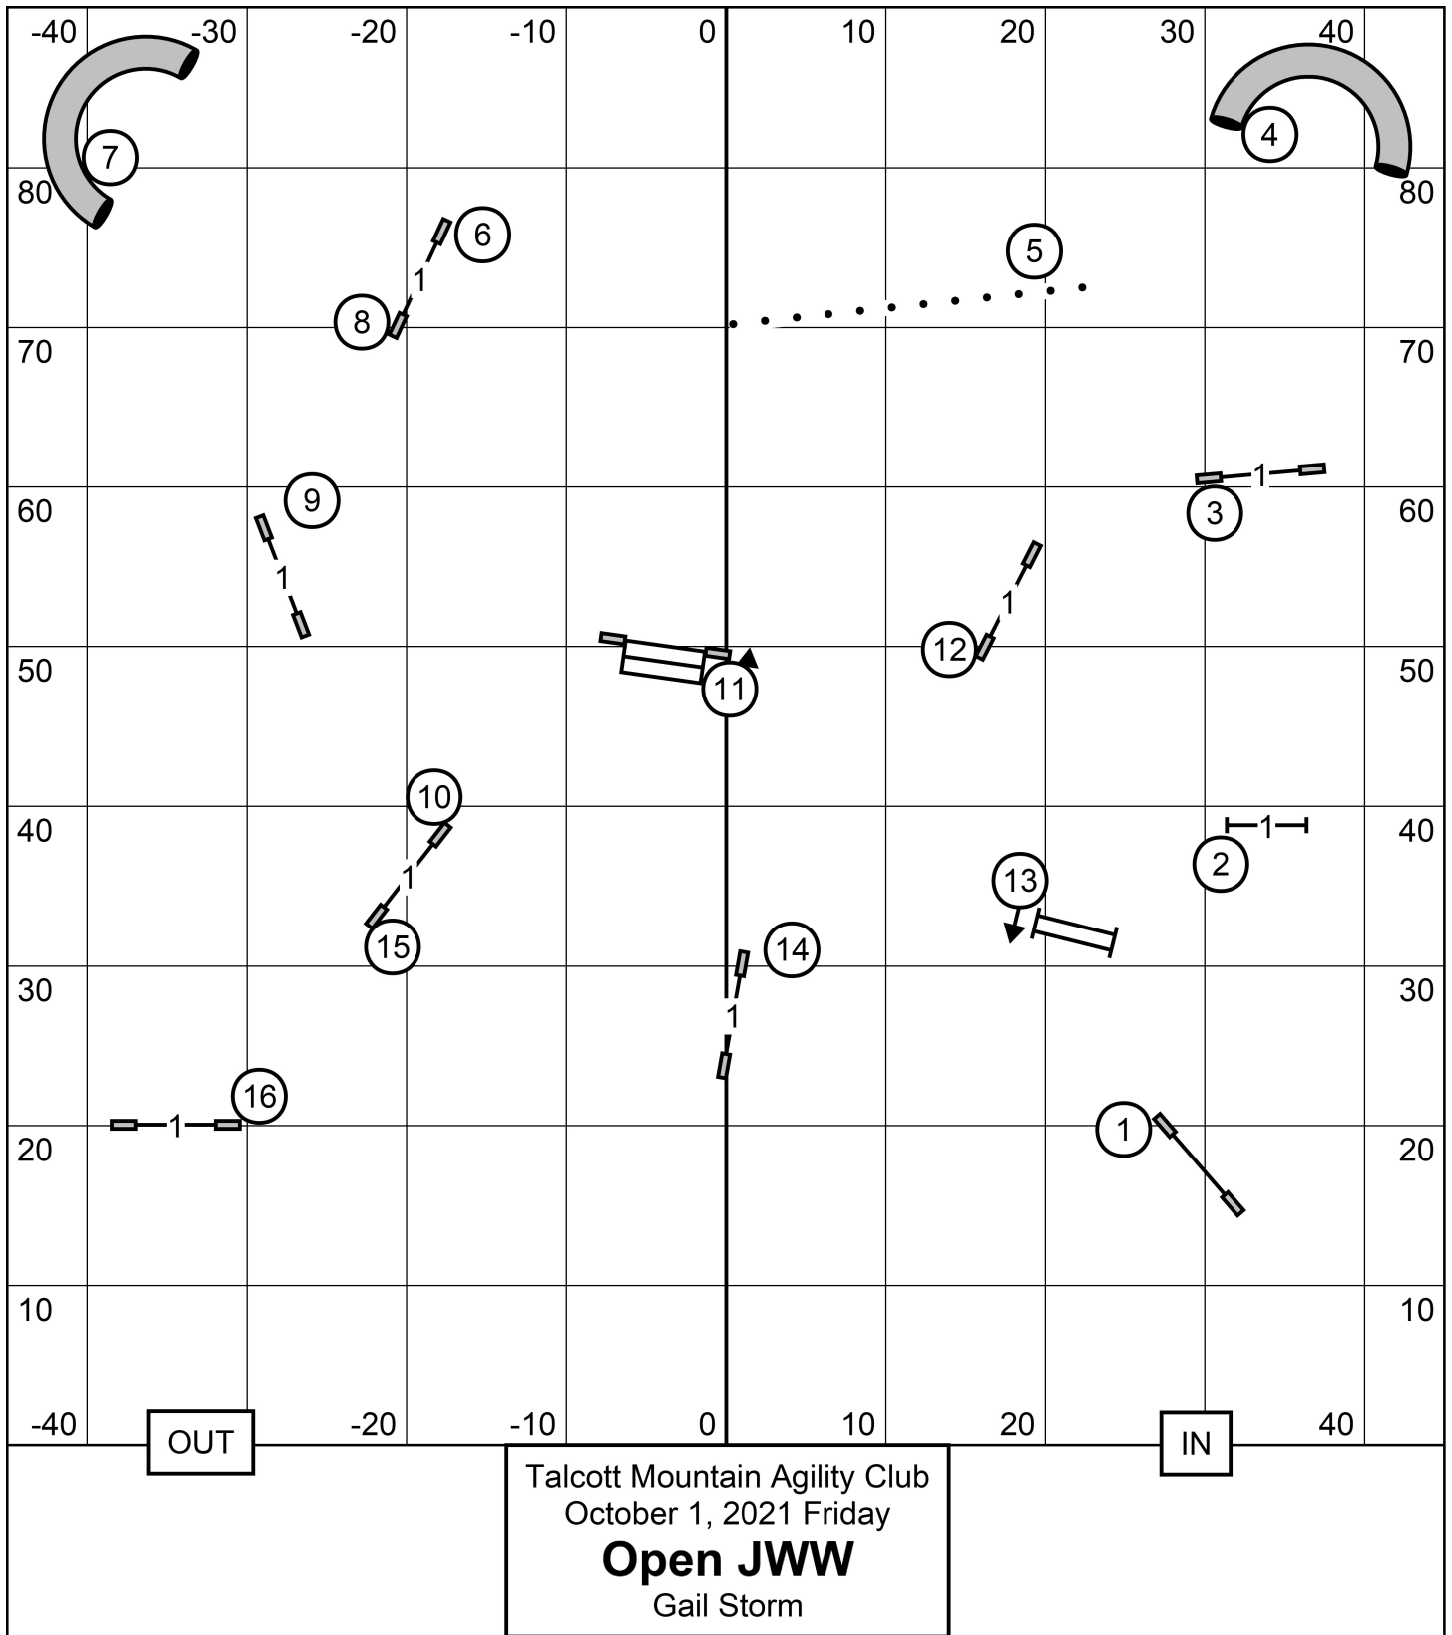 -40 -30 -20 -10 0 10 20 30 40
7 4
80 80
6 5
1
8
70 70
1
9 60 3 60
1 1
12
50 11 50
10
40 1 2 40
1 13
15 14
30 30
1
16
1 1
20 20
10 10
-40 -20 -10 0 10 20 40
OUT IN
Talcott Mountain Agility Club
October 1, 2021 Friday
Open JWW
Gail Storm